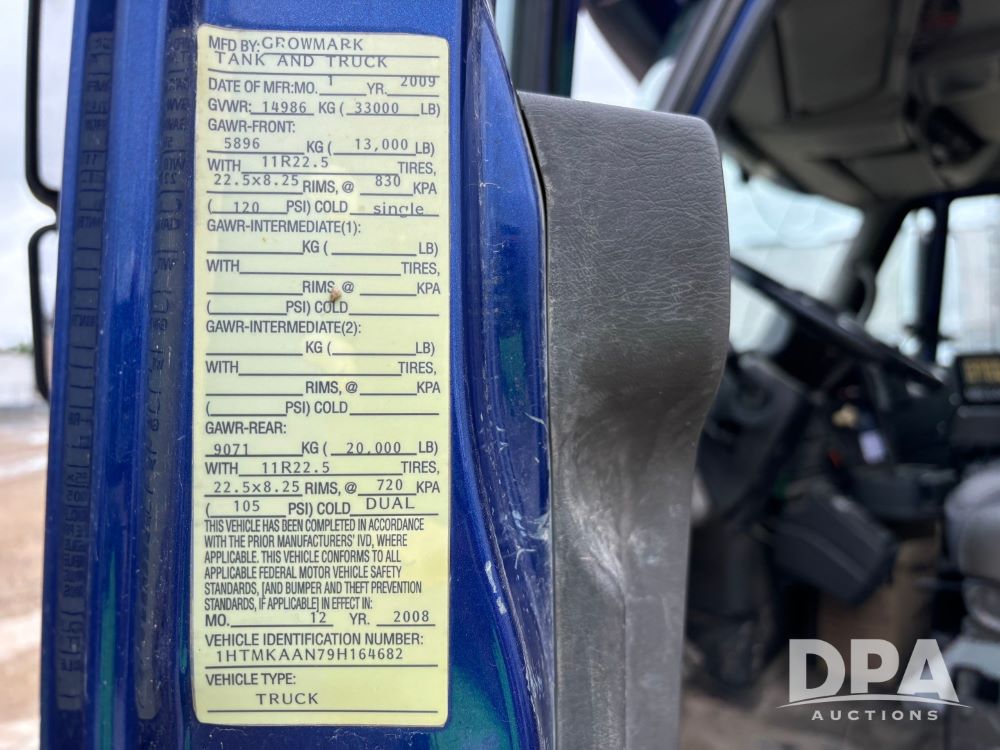 MFD BY: GROWMARK
TANK AND TRUCK
DATE OF MFR: MO. 1 YR. 2009
GVWR: 14986 KG ( 33000 LB)
GAWR-FRONT:
5896 KG ( 13,000 LB)
WITH 11R22.5 TIRES,
22.5x8.25 RIMS, @ 830 KPA
( 120 PSI) COLD single
GAWR-INTERMEDIATE(1):
KG ( LB)
WITH TIRES,
RIMS, @ KPA
( PSI) COLD
GAWR-INTERMEDIATE(2):
KG ( LB)
WITH TIRES,
RIMS, @ KPA
( PSI) COLD
GAWR-REAR:
9071 KG ( 20,000 LB)
WITH 11R22.5 TIRES,
22.5x8.25 RIMS, @ 720 KPA
( 105 PSI) COLD DUAL
THIS VEHICLE HAS BEEN COMPLETED IN ACCORDANCE
WITH THE PRIOR MANUFACTURERS' IVD, WHERE
APPLICABLE. THIS VEHICLE CONFORMS TO ALL
APPLICABLE FEDERAL MOTOR VEHICLE SAFETY
STANDARDS, [AND BUMPER AND THEFT PREVENTION
STANDARDS, IF APPLICABLE] IN EFFECT IN:
MO. 12 YR. 2008
VEHICLE IDENTIFICATION NUMBER:
1HTMKAAN79H164682
VEHICLE TYPE:
TRUCK
DPA
AUCTIONS